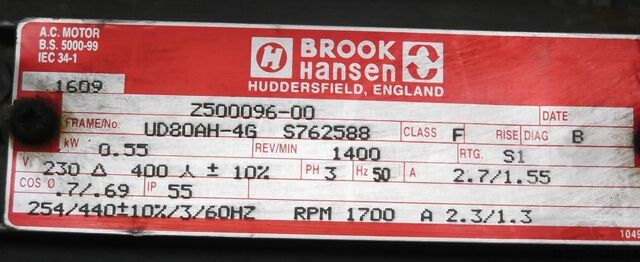 A.C. MOTOR
B.S. 5000-99
IEC 34-1
H BROOK
Hansen
HUDDERSFIELD, ENGLAND
1609
Z500096-00 DATE
FRAME/No. UD80AH-4G S762588 CLASS F RISE DIAG B
kW 0.55 REV/MIN 1400 RTG. S1
V. 230 Δ 400 ⅄ ± 10% PH 3 Hz 50 A 2.7/1.55
COS Ø .7/.69 IP 55
254/440±10%/3/60HZ RPM 1700 A 2.3/1.3
1049